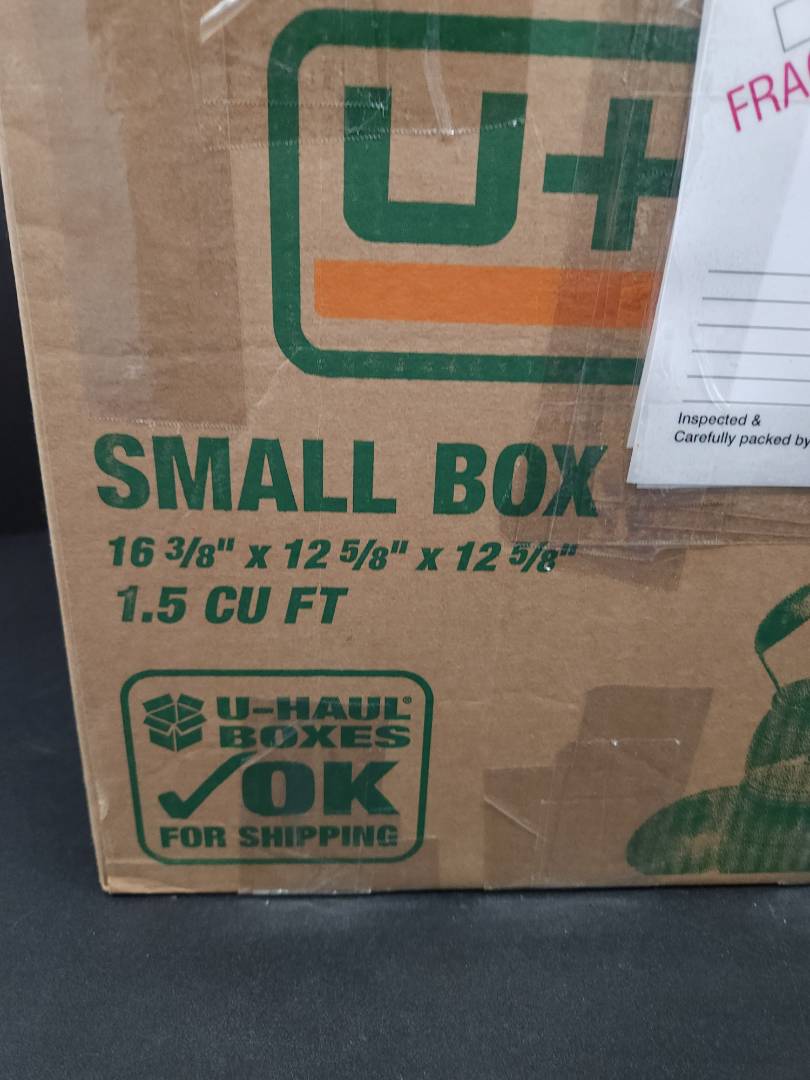 U-H
FRA
Inspected &
Carefully packed by
SMALL BOX
16 3/8" x 12 5/8" x 12 5/8"
1.5 CU FT
U-HAUL®
BOXES
✓OK
FOR SHIPPING